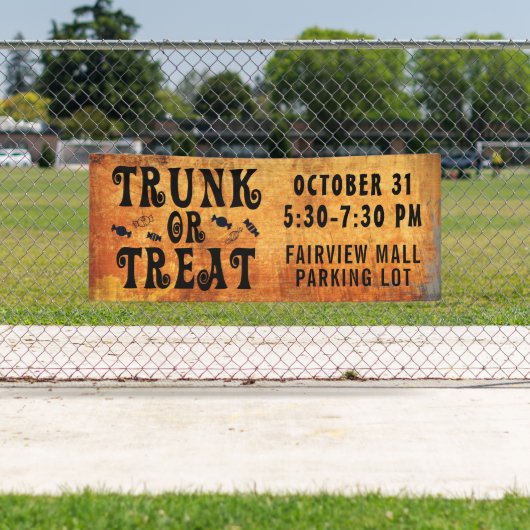 TRUNK
OR
TREAT
OCTOBER 31
5:30-7:30 PM
FAIRVIEW MALL
PARKING LOT